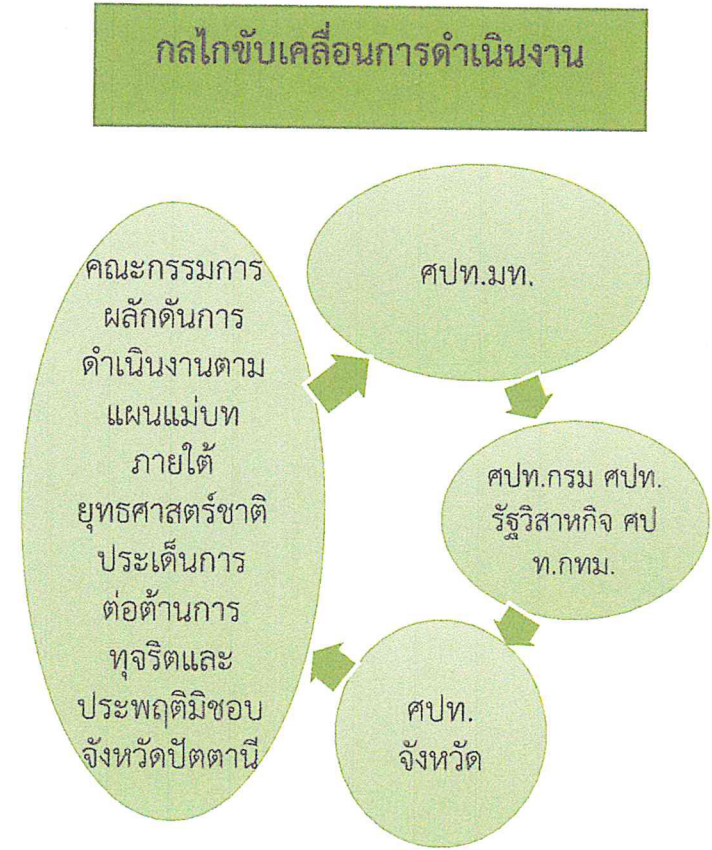 กลไกขับเคลื่อนการดำเนินงาน
คณะกรรมการ
ผลักดันการ
ดำเนินงานตาม
แผนแม่บท
ภายใต้
ยุทธศาสตร์ชาติ
ประเด็นการ
ต่อต้านการ
ทุจริตและ
ประพฤติมิชอบ
จังหวัดปัตตานี
ศปท.มท.
ศปท.กรม ศปท.
รัฐวิสาหกิจ ศป
ท.กทม.
ศปท.
จังหวัด